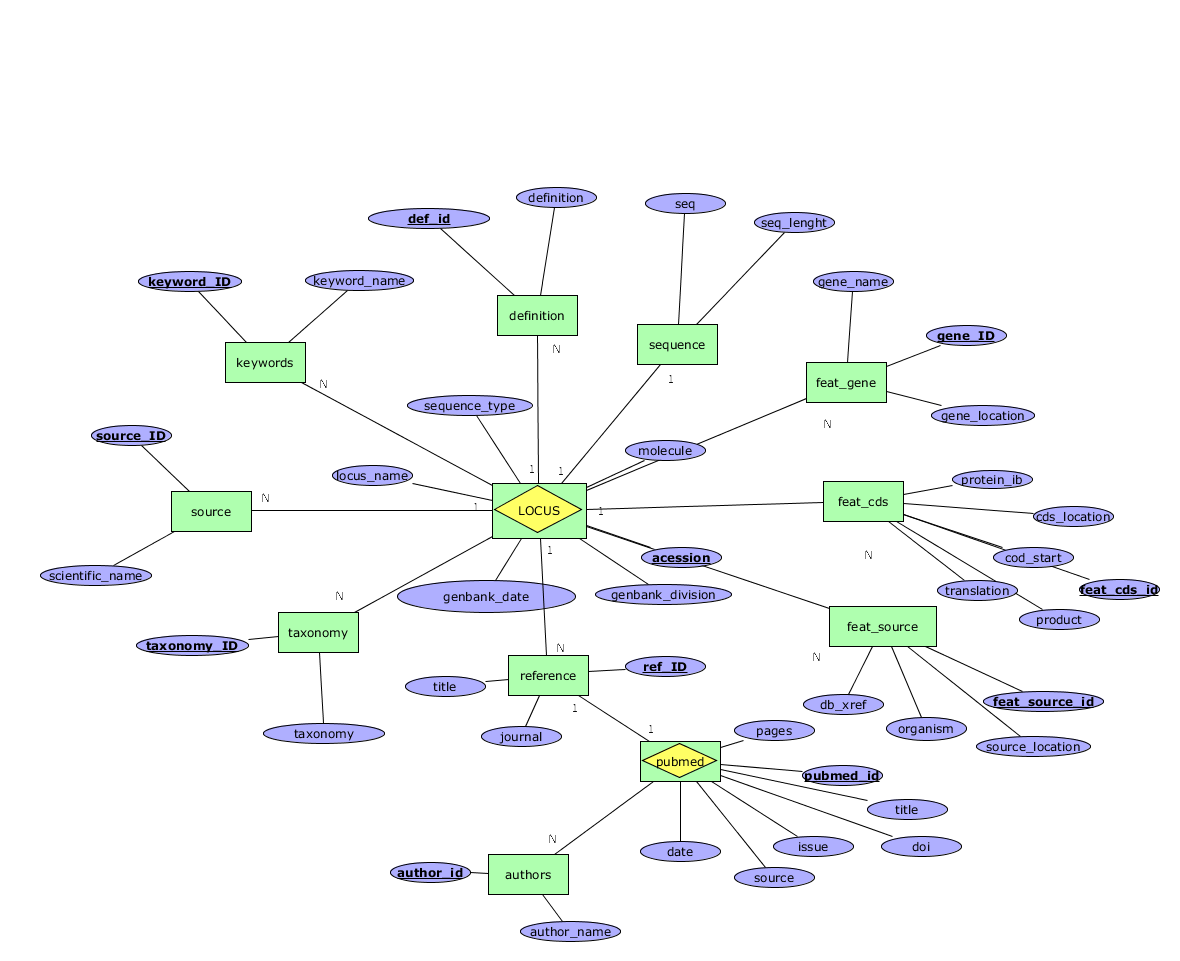 definition
seq
def_id
seq_lenght
keyword_ID
keyword_name
gene_name
definition
gene_ID
sequence
N
keywords
1
feat_gene
N
sequence_type
gene_location
N
source_ID
molecule
1
1
locus_name
protein_ib
N
feat_cds
1
source
LOCUS
1
cds_location
1
N
acession
cod_start
scientific_name
feat_cds_id
translation
N
genbank_date
genbank_division
product
feat_source
taxonomy
taxonomy_ID
N
N
ref_ID
reference
title
feat_source_id
db_xref
1
organism
1
pages
taxonomy
journal
source_location
pubmed
pubmed_id
title
N
date
issue
doi
author_id
authors
source
author_name